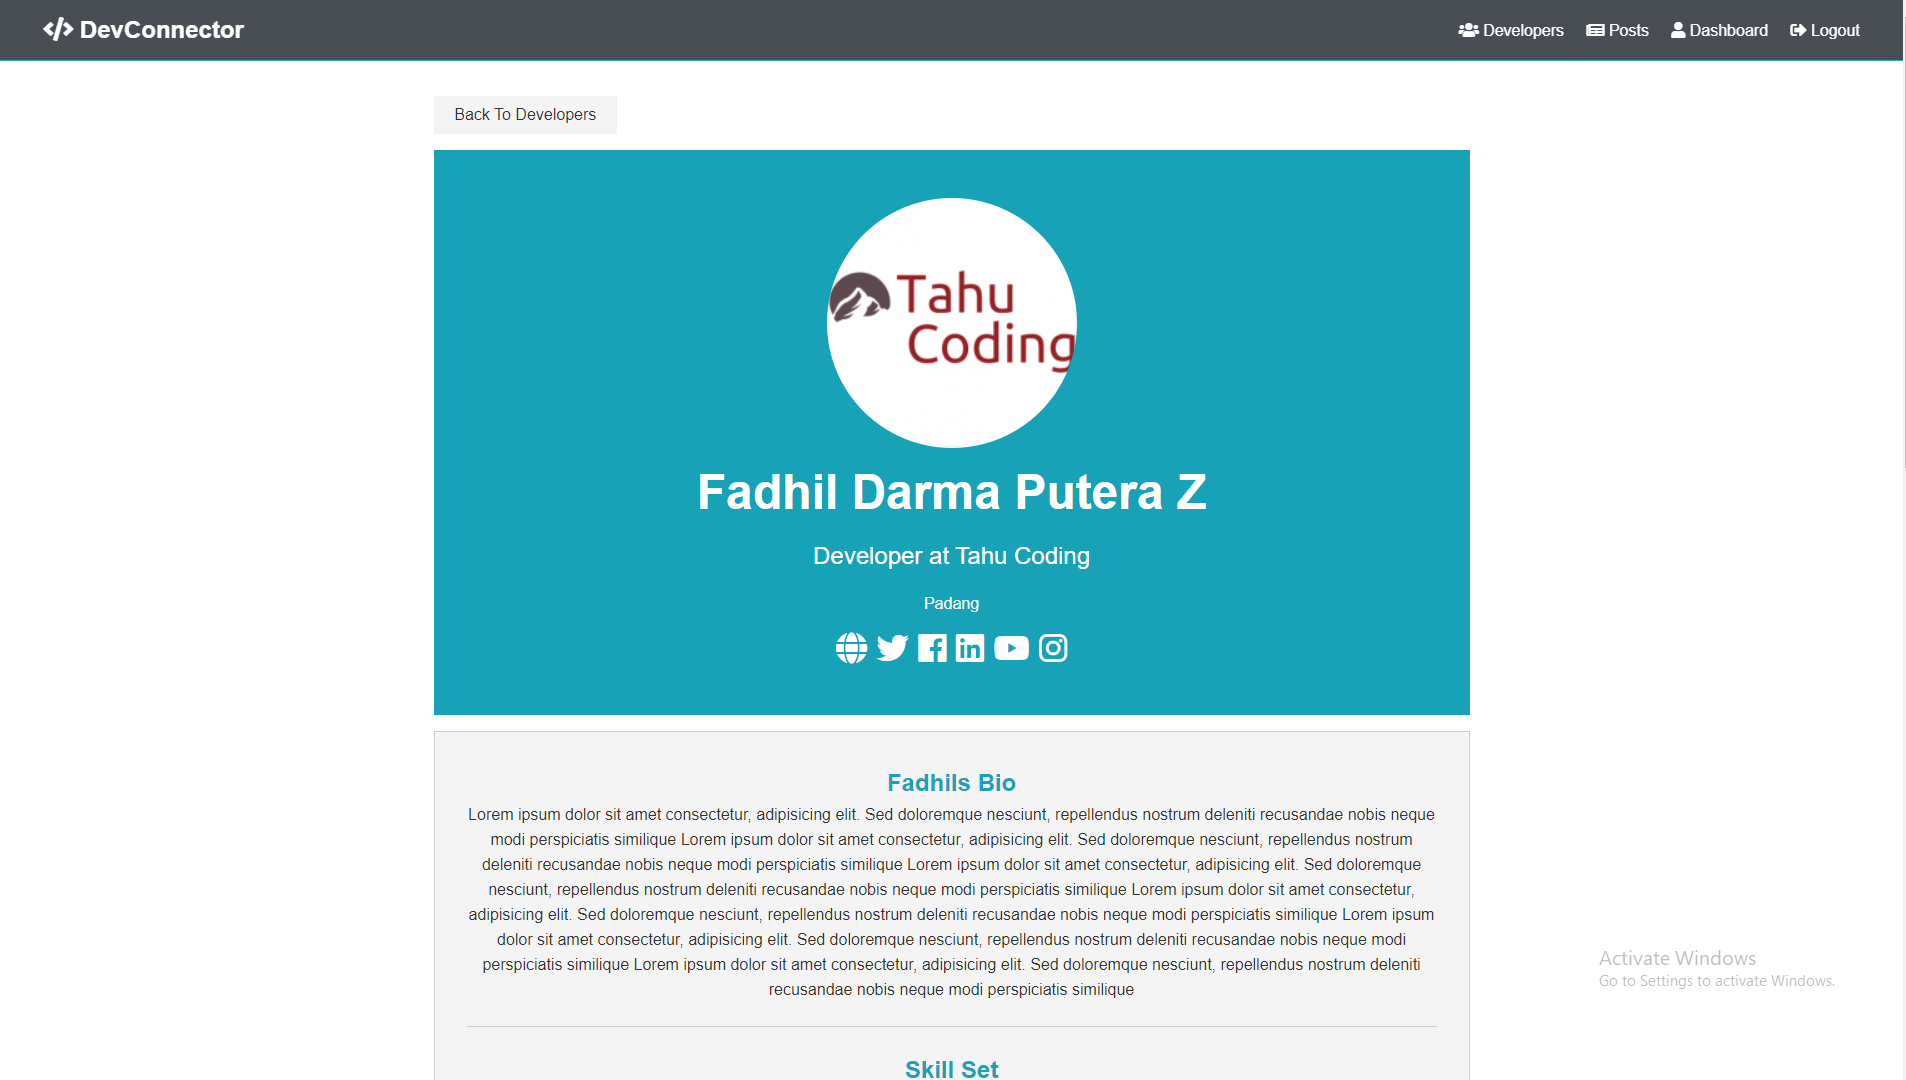 DevConnector
Developers Posts Dashboard Logout
Back To Developers
Tahu
Coding
Fadhil Darma Putera Z
Developer at Tahu Coding
Padang
Fadhils Bio
Lorem ipsum dolor sit amet consectetur, adipisicing elit. Sed doloremque nesciunt, repellendus nostrum deleniti recusandae nobis neque
modi perspiciatis similique Lorem ipsum dolor sit amet consectetur, adipisicing elit. Sed doloremque nesciunt, repellendus nostrum
deleniti recusandae nobis neque modi perspiciatis similique Lorem ipsum dolor sit amet consectetur, adipisicing elit. Sed doloremque
nesciunt, repellendus nostrum deleniti recusandae nobis neque modi perspiciatis similique Lorem ipsum dolor sit amet consectetur,
adipisicing elit. Sed doloremque nesciunt, repellendus nostrum deleniti recusandae nobis neque modi perspiciatis similique Lorem ipsum
dolor sit amet consectetur, adipisicing elit. Sed doloremque nesciunt, repellendus nostrum deleniti recusandae nobis neque modi
perspiciatis similique Lorem ipsum dolor sit amet consectetur, adipisicing elit. Sed doloremque nesciunt, repellendus nostrum deleniti
recusandae nobis neque modi perspiciatis similique
Activate Windows
Go to Settings to activate Windows.
Skill Set